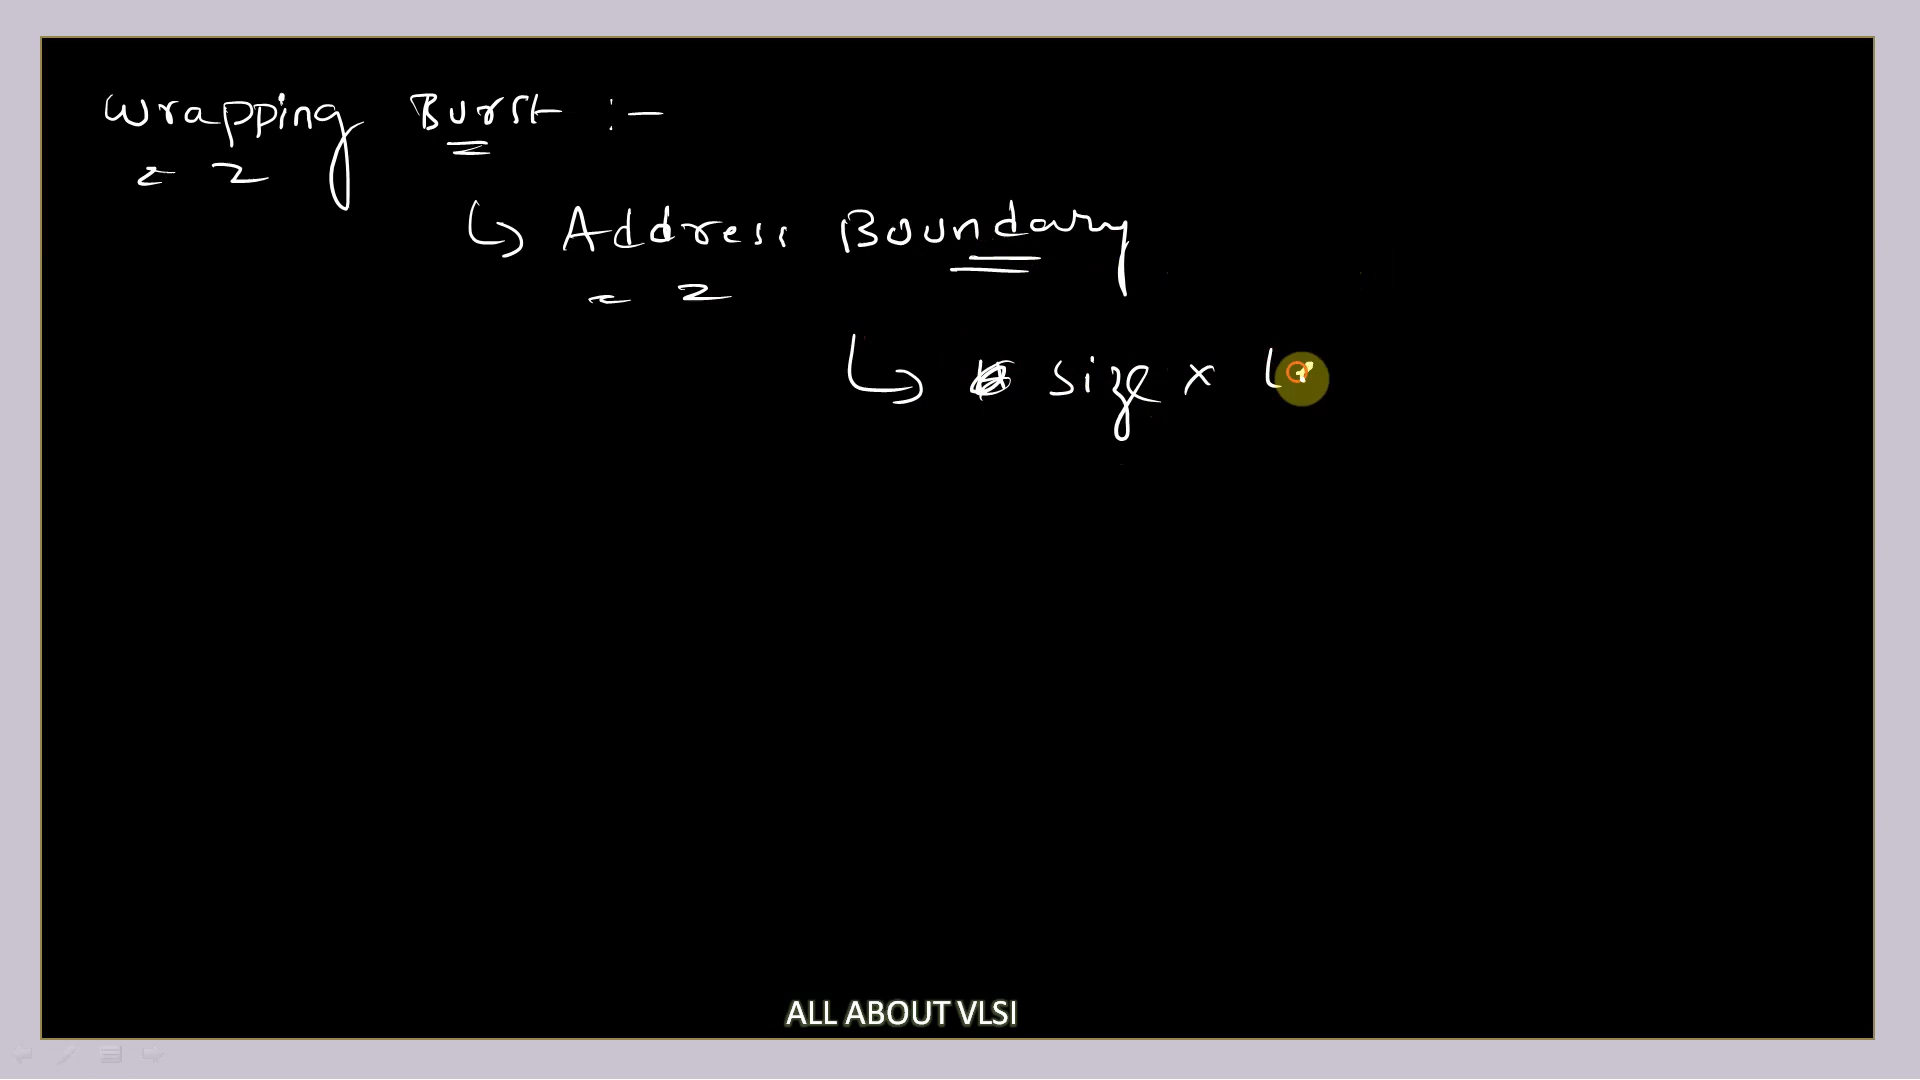 Wrapping Burst :-
↳ Address Boundary
↳ size x
ALL ABOUT VLSI